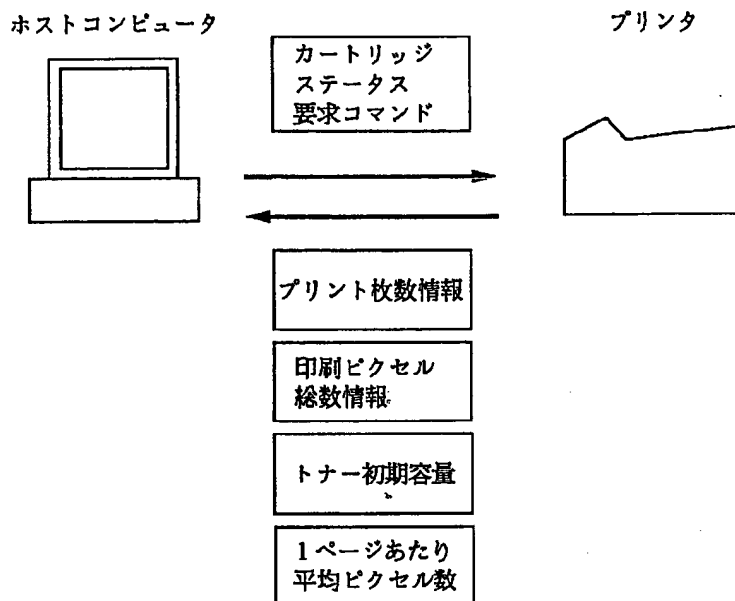 ホストコンピュータ
プリンタ
カートリッジ
ステータス
要求コマンド
プリント枚数情報
印刷ピクセル
総数情報
トナー初期容量
1ページあたり
平均ピクセル数